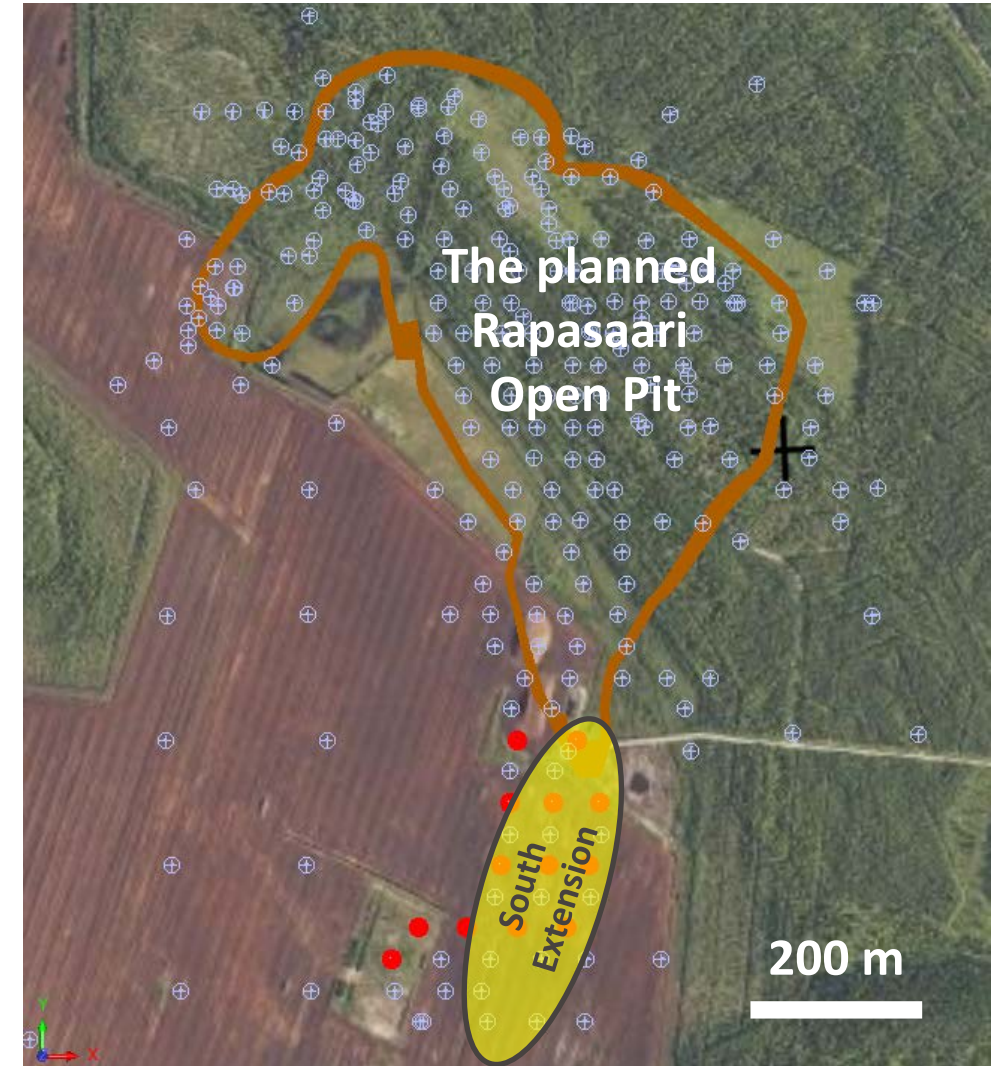 The planned
Rapasaari
Open Pit
South
Extension
200 m
Y
X